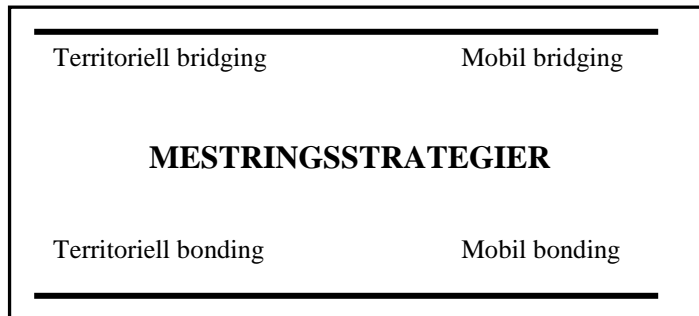 Territoriell bridging Mobil bridging
MESTRINGSSTRATEGIER
Territoriell bonding Mobil bonding